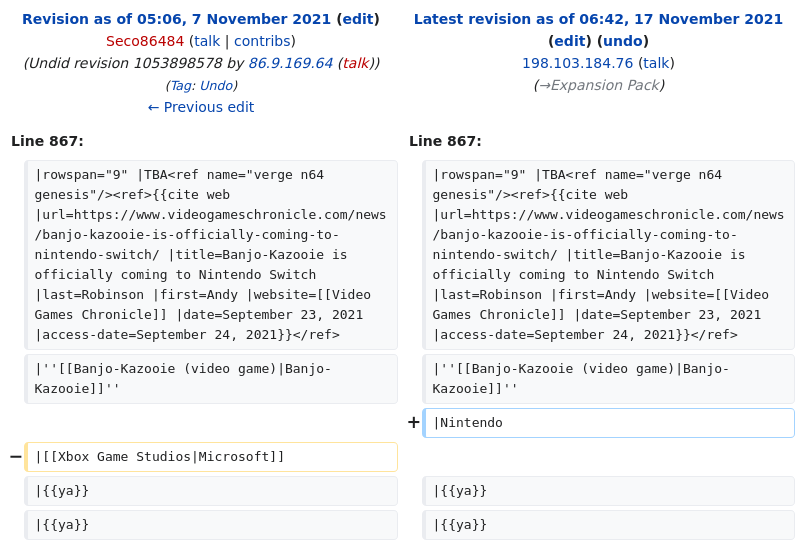 Revision as of 05:06, 7 November 2021 (edit)
Seco86484 (talk | contribs)
(Undid revision 1053898578 by 86.9.169.64 (talk))
(Tag: Undo)
← Previous edit
Latest revision as of 06:42, 17 November 2021
(edit) (undo)
198.103.184.76 (talk)
(→Expansion Pack)
Line 867:
Line 867:
|rowspan="9" |TBA<ref name="verge n64
genesis"/><ref>{{cite web
|url=https://www.videogameschronicle.com/news
/banjo-kazooie-is-officially-coming-to-
nintendo-switch/ |title=Banjo-Kazooie is
officially coming to Nintendo Switch
|last=Robinson |first=Andy |website=[[Video
Games Chronicle]] |date=September 23, 2021
|access-date=September 24, 2021}}</ref>
|rowspan="9" |TBA<ref name="verge n64
genesis"/><ref>{{cite web
|url=https://www.videogameschronicle.com/news
/banjo-kazooie-is-officially-coming-to-
nintendo-switch/ |title=Banjo-Kazooie is
officially coming to Nintendo Switch
|last=Robinson |first=Andy |website=[[Video
Games Chronicle]] |date=September 23, 2021
|access-date=September 24, 2021}}</ref>
|''[[Banjo-Kazooie (video game)|Banjo-
Kazooie]]''
|''[[Banjo-Kazooie (video game)|Banjo-
Kazooie]]''
+ |Nintendo
− |[[Xbox Game Studios|Microsoft]]
|{{ya}}
|{{ya}}
|{{ya}}
|{{ya}}